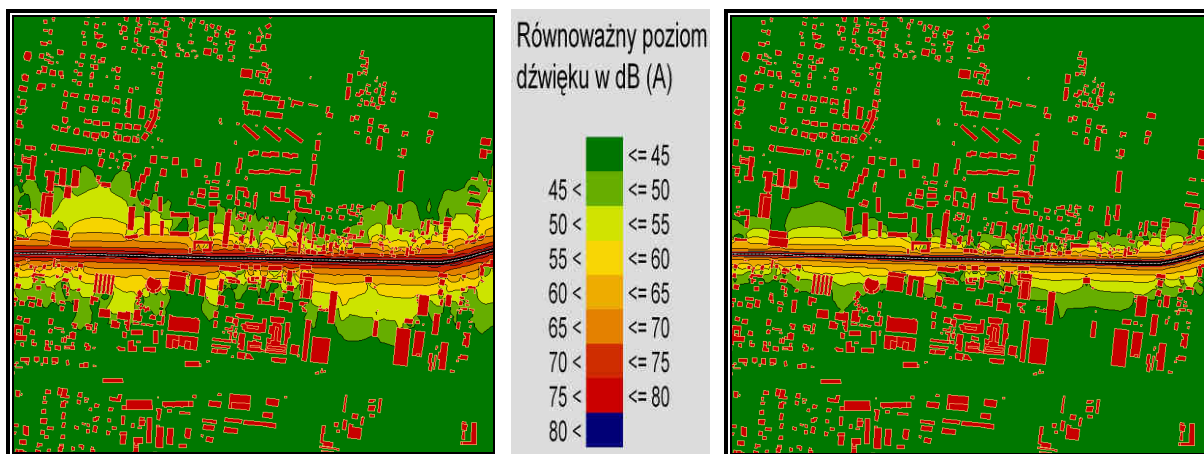 Równoważny poziom
dźwięku w dB (A)
<= 45
45 < <= 50
50 < <= 55
55 < <= 60
60 < <= 65
65 < <= 70
70 < <= 75
75 < <= 80
80 <